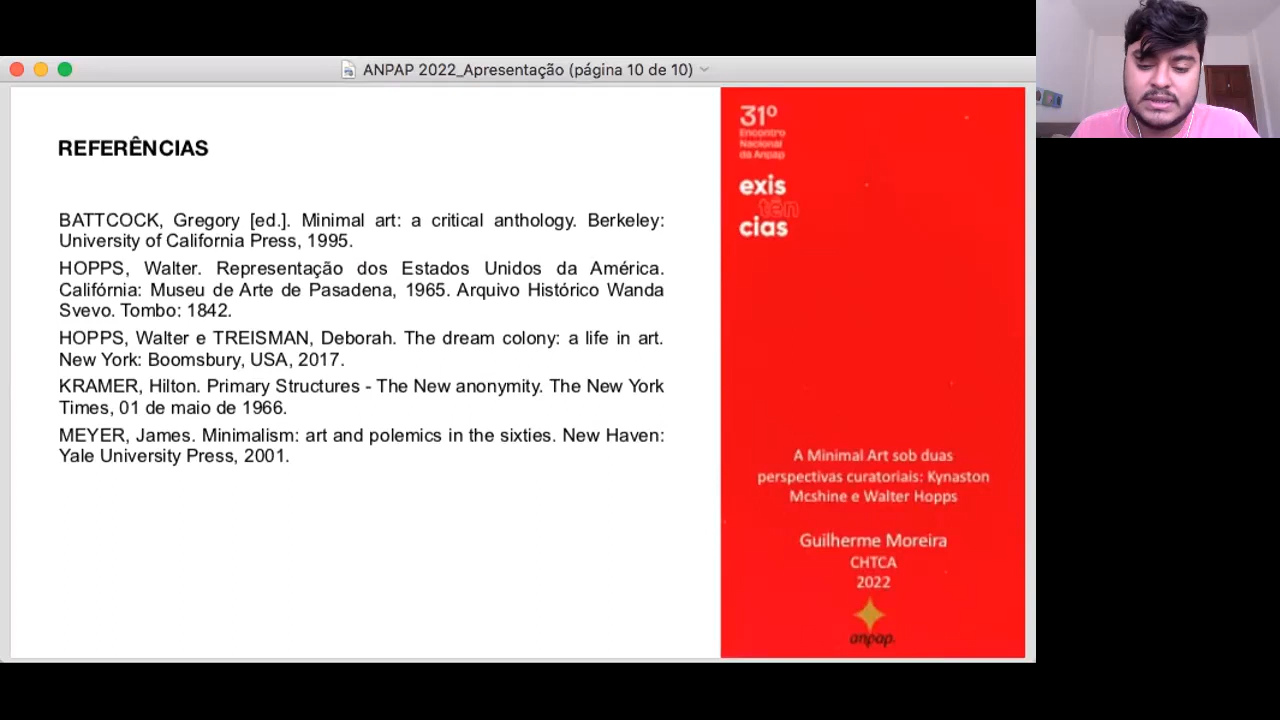 ANPAP 2022_Apresentação (página 10 de 10)
REFERÊNCIAS
BATTCOCK, Gregory [ed.]. Minimal art: a critical anthology. Berkeley:
University of California Press, 1995.
HOPPS, Walter. Representação dos Estados Unidos da América.
Califórnia: Museu de Arte de Pasadena, 1965. Arquivo Histórico Wanda
Svevo. Tombo: 1842.
HOPPS, Walter e TREISMAN, Deborah. The dream colony: a life in art.
New York: Boomsbury, USA, 2017.
KRAMER, Hilton. Primary Structures - The New anonymity. The New York
Times, 01 de maio de 1966.
MEYER, James. Minimalism: art and polemics in the sixties. New Haven:
Yale University Press, 2001.
31º
Encontro
Nacional
da Anpap
exis
tên
cias
A Minimal Art sob duas
perspectivas curatoriais: Kynaston
Mcshine e Walter Hopps
Guilherme Moreira
CHTCA
2022
anpap